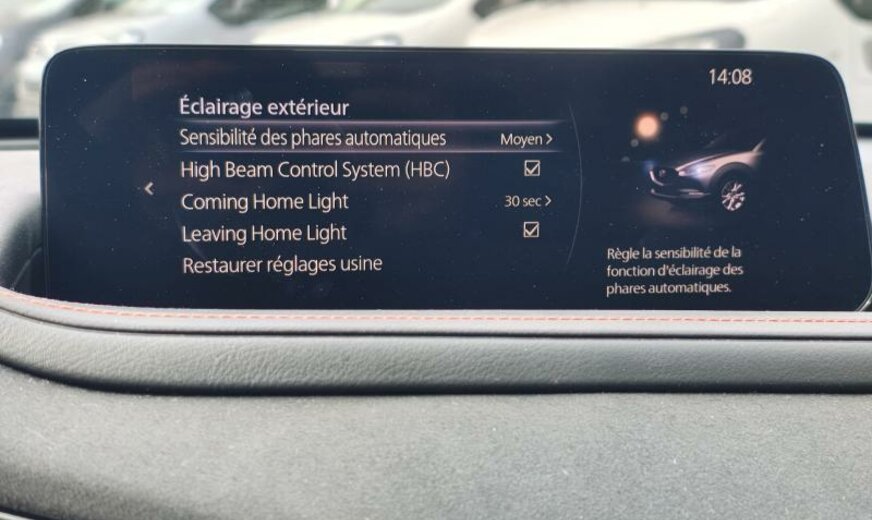 14:08
Éclairage extérieur
Sensibilité des phares automatiques Moyen >
High Beam Control System (HBC)
Coming Home Light 30 sec >
Leaving Home Light
Restaurer réglages usine
Règle la sensibilité de la
fonction d'éclairage des
phares automatiques.